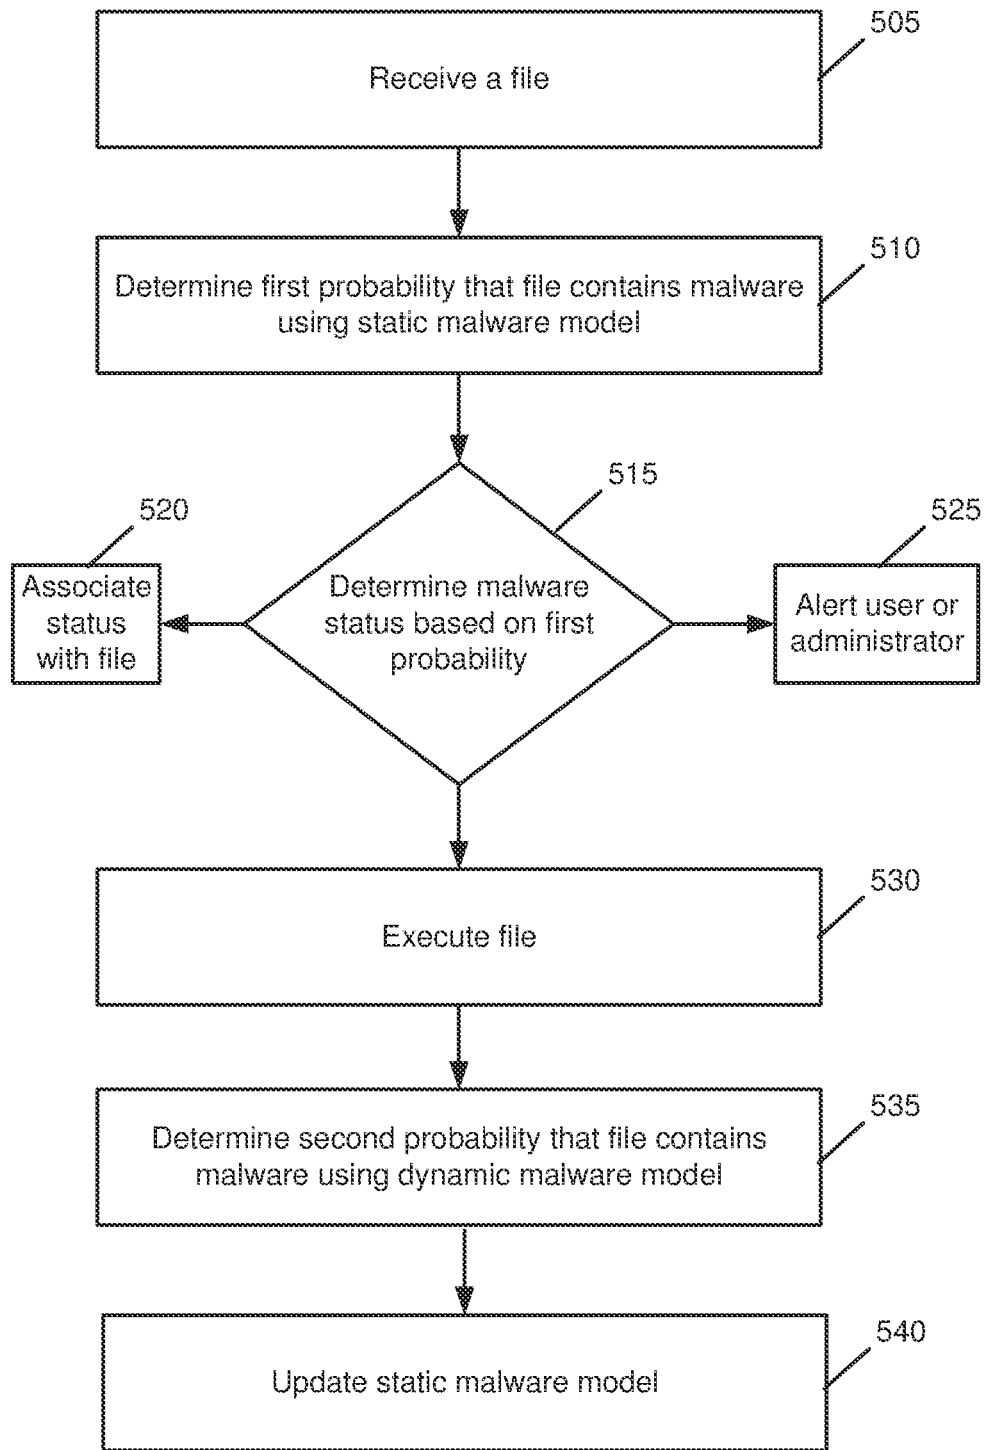 505
Receive a file
510
Determine first probability that file contains malware
using static malware model
515
520
525
Associate
status
with file
Determine malware
status based on first
probability
Alert user or
administrator
530
Execute file
535
Determine second probability that file contains
malware using dynamic malware model
540
Update static malware model